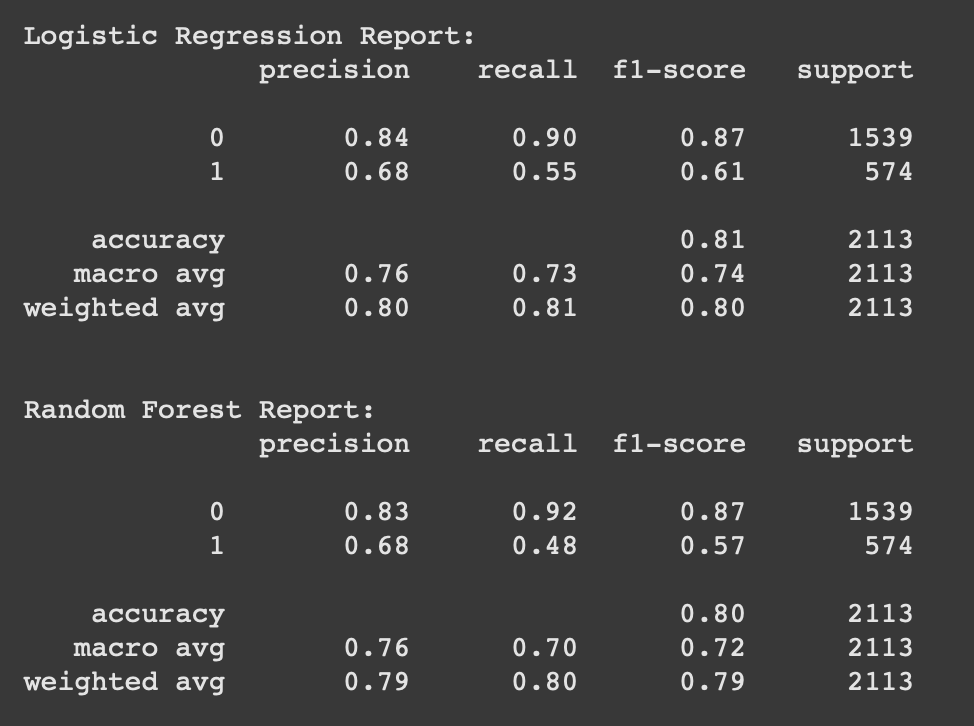 Logistic Regression Report:
precision recall f1-score support
0 0.84 0.90 0.87 1539
1 0.68 0.55 0.61 574
accuracy 0.81 2113
macro avg 0.76 0.73 0.74 2113
weighted avg 0.80 0.81 0.80 2113
Random Forest Report:
precision recall f1-score support
0 0.83 0.92 0.87 1539
1 0.68 0.48 0.57 574
accuracy 0.80 2113
macro avg 0.76 0.70 0.72 2113
weighted avg 0.79 0.80 0.79 2113